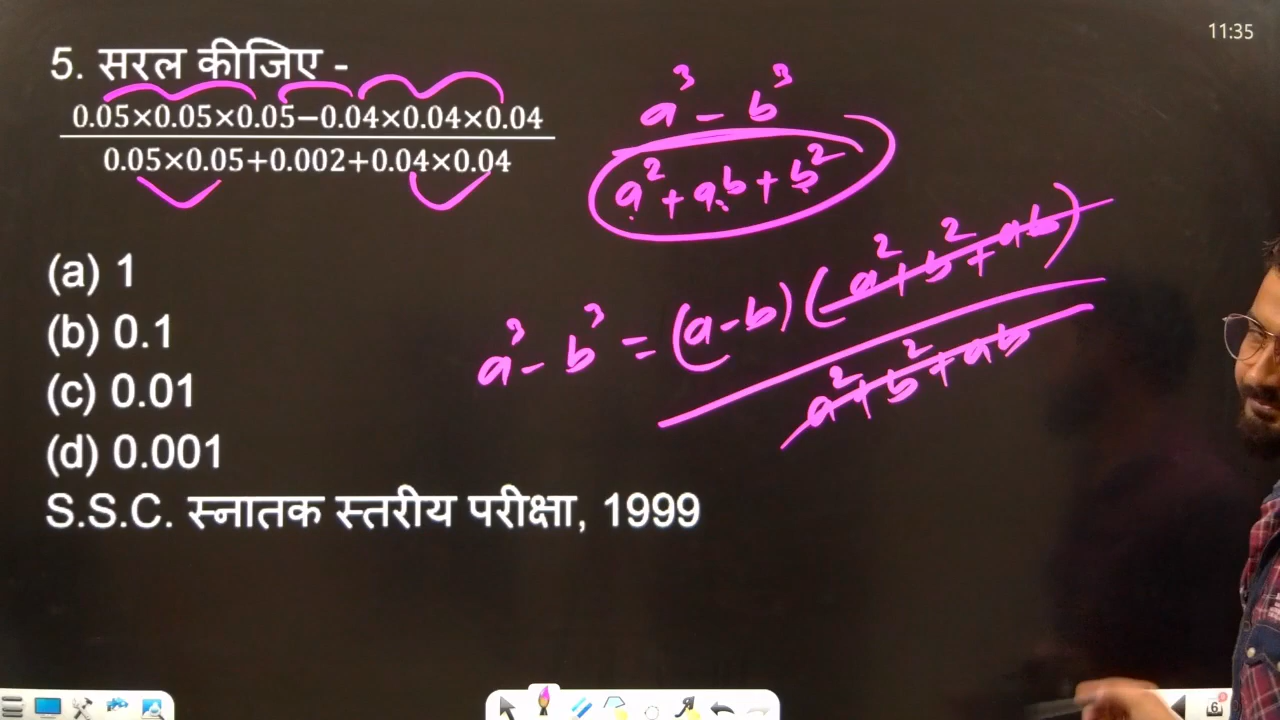 11:35
5. सरल कीजिए -
0.05×0.05×0.05−0.04×0.04×0.04
0.05×0.05+0.002+0.04×0.04
a³ - b³
a² + ab + b²
a³ - b³ = (a-b) (a²+b²+ab)
a²+b²+ab
(a) 1
(b) 0.1
(c) 0.01
(d) 0.001
S.S.C. स्नातक स्तरीय परीक्षा, 1999
6